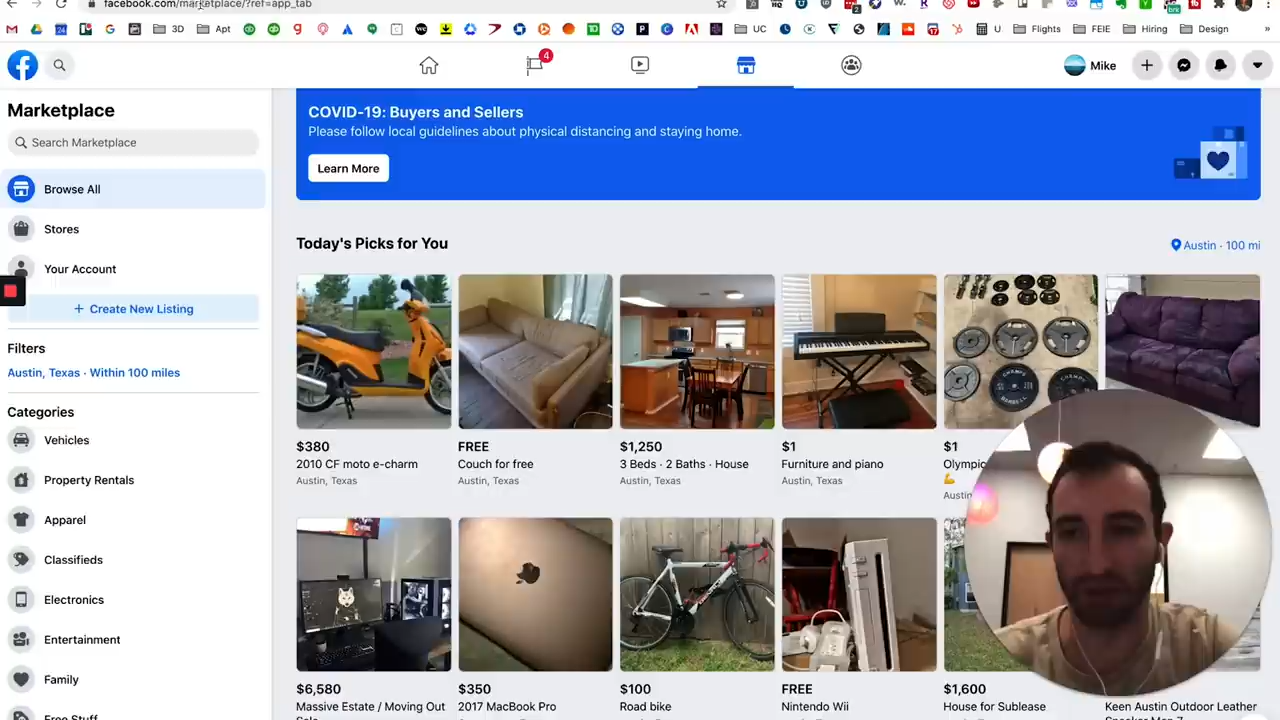 facebook.com/marketplace/?ref=app_tab
3D
Apt
UC
Flights
FEIE
Hiring
Design
4
Mike
Marketplace
Search Marketplace
Browse All
Stores
Your Account
+ Create New Listing
Filters
Austin, Texas · Within 100 miles
Categories
Vehicles
Property Rentals
Apparel
Classifieds
Electronics
Entertainment
Family
Free Stuff
COVID-19: Buyers and Sellers
Please follow local guidelines about physical distancing and staying home.
Learn More
Today's Picks for You
Austin · 100 mi
$380
2010 CF moto e-charm
Austin, Texas
FREE
Couch for free
Austin, Texas
$1,250
3 Beds · 2 Baths · House
Austin, Texas
$1
Furniture and piano
Austin, Texas
$1
Olympic
Austin
$6,580
Massive Estate / Moving Out
Sale
$350
2017 MacBook Pro
$100
Road bike
FREE
Nintendo Wii
$1,600
House for Sublease
Keen Austin Outdoor Leather